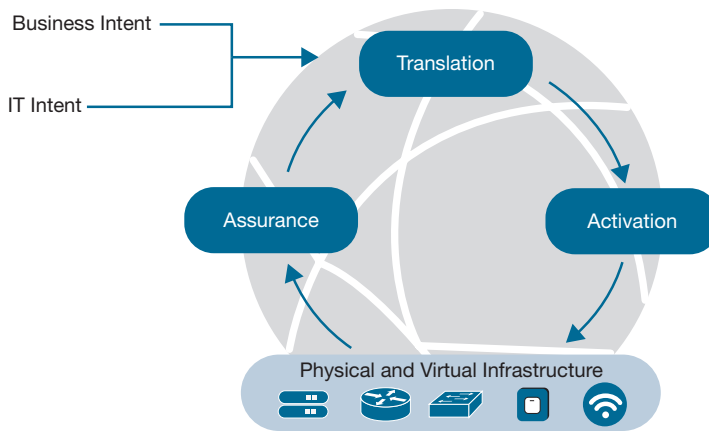 Business Intent
Translation
IT Intent
Assurance
Activation
Physical and Virtual Infrastructure